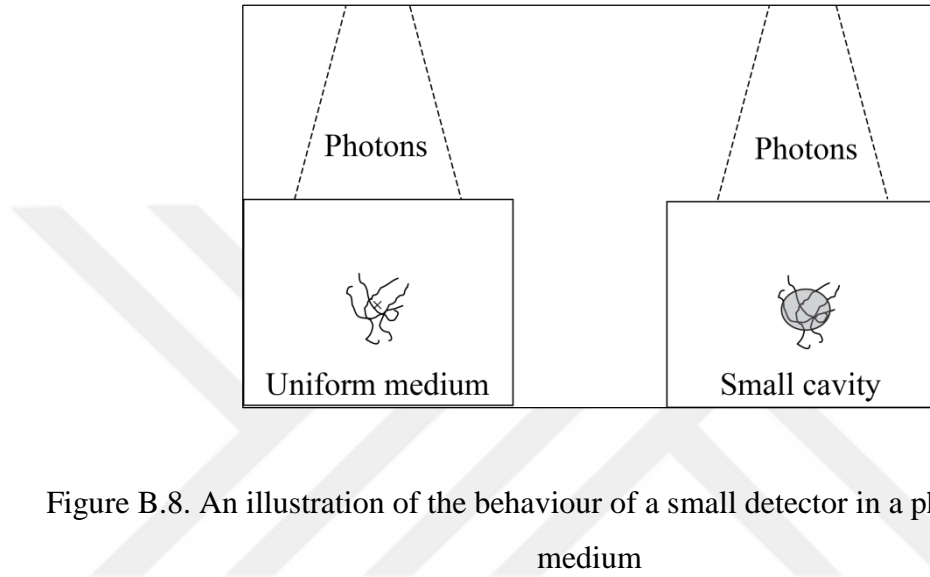 Photons Photons
Uniform medium Small cavity
Figure B.8. An illustration of the behaviour of a small detector in a
medium